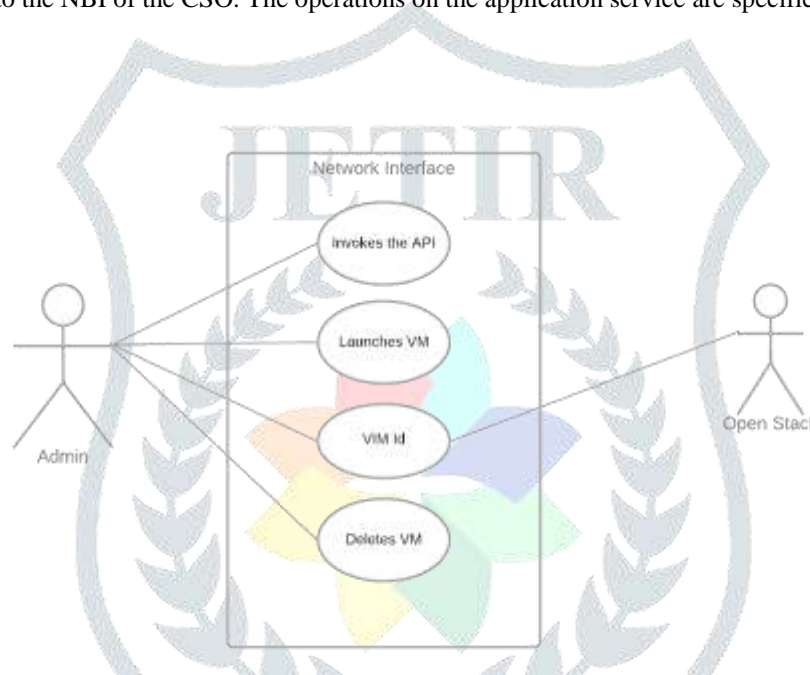 to the NBI of the CSO. The operations on the application service are specific
JETIR
Network Interface
Invokes the API
Launches VM
VIM Id
Deletes VM
Admin
Open Stac